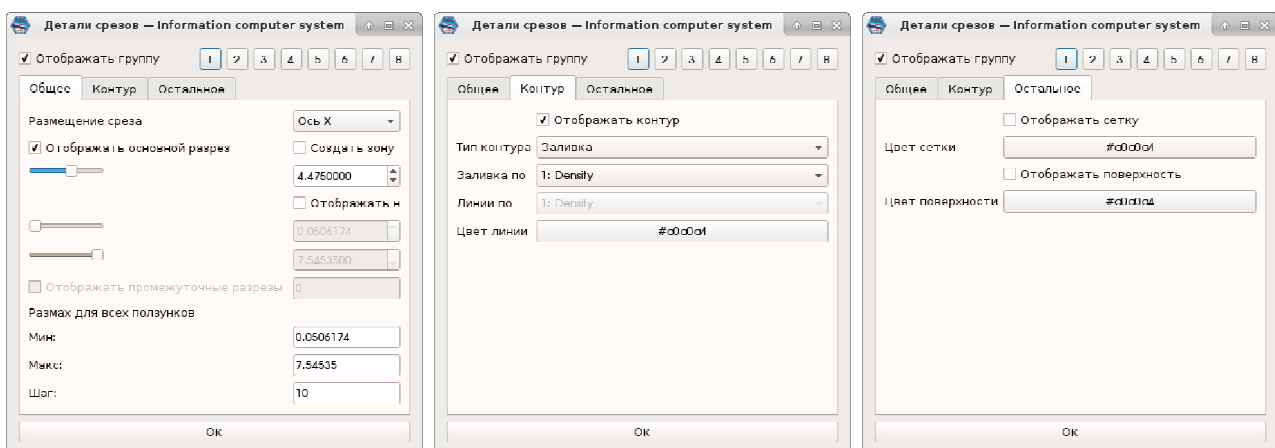 Детали срезов — Information computer system
Отображать группу 1 2 3 4 5 6 7 8
Общее Контур Остальное
Размещение среза Ось X
Отображать основной разрез Создать зону
4.4750000
Отображать н
0.0506174
7.5453500
Отображать промежуточные разрезы 0
Размах для всех ползунков
Мин: 0.0506174
Макс: 7.54535
Шаг: 10
Ок
Детали срезов — Information computer system
Отображать группу 1 2 3 4 5 6 7 8
Общее Контур Остальное
Отображать контур
Тип контура Заливка
Заливка по 1: Density
Линии по 1: Density
Цвет линии #a0a0a4
Ок
Детали срезов — Information computer system
Отображать группу 1 2 3 4 5 6 7 8
Общее Контур Остальное
Отображать сетку
Цвет сетки #a0a0a4
Отображать поверхность
Цвет поверхности #a0a0a4
Ок